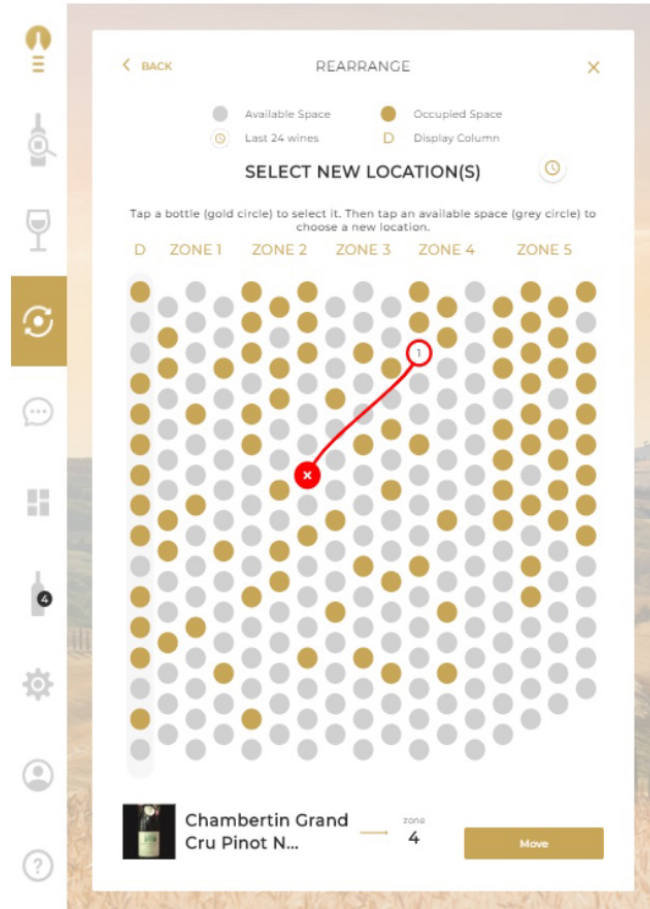 BACK
REARRANGE
Available Space
Occupied Space
Last 24 wines
D
Display Column
SELECT NEW LOCATION(S)
Tap a bottle (gold circle) to select it. Then tap an available space (grey circle) to
choose a new location.
D ZONE 1 ZONE 2 ZONE 3 ZONE 4 ZONE 5
1
4
Chambertin Grand
Cru Pinot N...
zone
4
Move
?